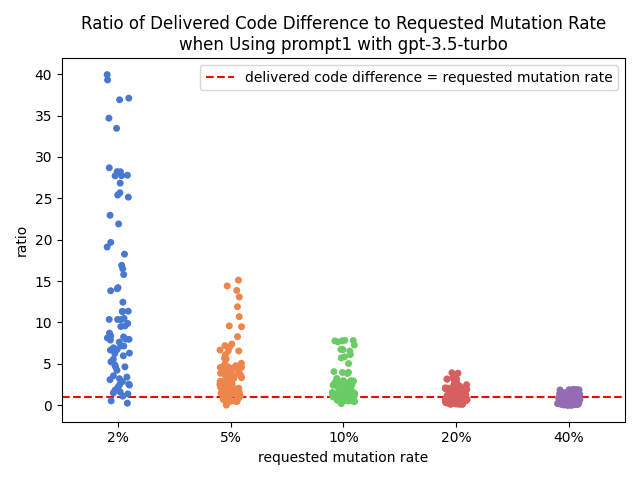 Ratio of Delivered Code Difference to Requested Mutation Rate
when Using prompt1 with gpt-3.5-turbo
delivered code difference = requested mutation rate
40
35
30
25
20
15
10
5
0
ratio
2%
5%
10%
20%
40%
requested mutation rate